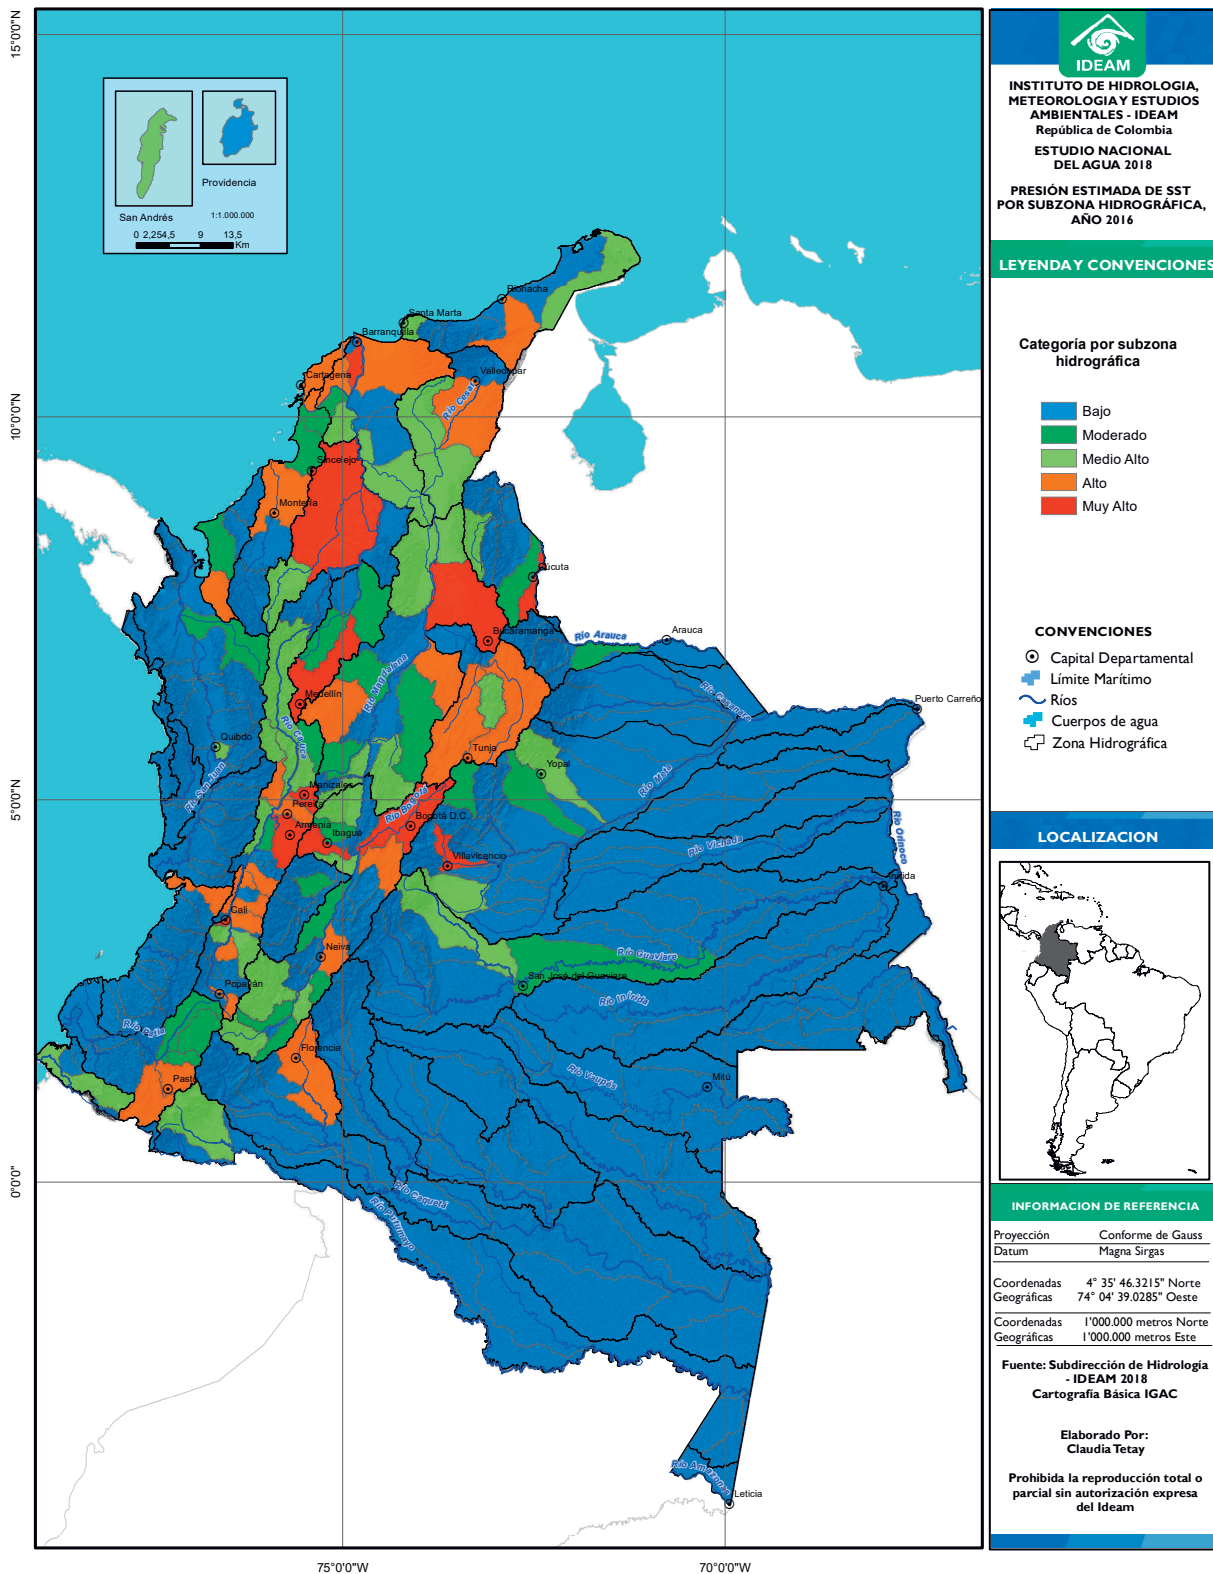 15°0'0"N
10°0'0"N
5°0'0"N
0°0'0"
75°0'0"W
70°0'0"W
San Andrés
Providencia
1:1.000.000
0 2,254,5 9 13,5
Km
Riohacha
Santa Marta
Barranquilla
Cartagena
Valledupar
Río Cesar
Sincelejo
Montería
Cúcuta
Bucaramanga
Río Arauca
Arauca
Río Magdalena
Medellín
Río Casanare
Puerto Carreño
Quibdo
Río Cauca
Río San Juan
Tunja
Yopal
Río Meto
Manizales
Pereira
Río Bogotá
Armenia
Ibagué
Bogotá D.C.
Río Orinoco
Río Vichada
Villavicencio
Inírida
Cali
Neiva
Río Guaviare
San José del Guaviare
Popayán
Río Inírida
Río Patía
Florencia
Río Vaupés
Mitú
Pasto
Río Caquetá
Río Putumayo
Río Amazonas
Leticia
IDEAM
INSTITUTO DE HIDROLOGIA,
METEOROLOGIA Y ESTUDIOS
AMBIENTALES - IDEAM
República de Colombia
ESTUDIO NACIONAL
DEL AGUA 2018
PRESIÓN ESTIMADA DE SST
POR SUBZONA HIDROGRÁFICA,
AÑO 2016
LEYENDA Y CONVENCIONES
Categoría por subzona
hidrográfica
Bajo
Moderado
Medio Alto
Alto
Muy Alto
CONVENCIONES
Capital Departamental
Límite Marítimo
Ríos
Cuerpos de agua
Zona Hidrográfica
LOCALIZACION
INFORMACION DE REFERENCIA
Proyección Conforme de Gauss
Datum Magna Sirgas
Coordenadas 4° 35' 46.3215" Norte
Geográficas 74° 04' 39.0285" Oeste
Coordenadas 1'000.000 metros Norte
Geográficas 1'000.000 metros Este
Fuente: Subdirección de Hidrología
- IDEAM 2018
Cartografía Básica IGAC
Elaborado Por:
Claudia Tetay
Prohibida la reproducción total o
parcial sin autorización expresa
del Ideam